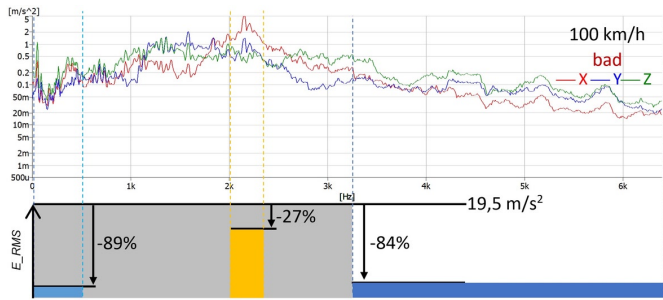 [m/s^2]
5
2
1
0.5
0.2
0.1
50m
20m
10m
5m
2m
1m
500u
100 km/h
bad
X Y Z
0 1k 2k 3k 4k 5k 6k
[Hz]
19,5 m/s²
-27%
-89%
-84%
E_RMS